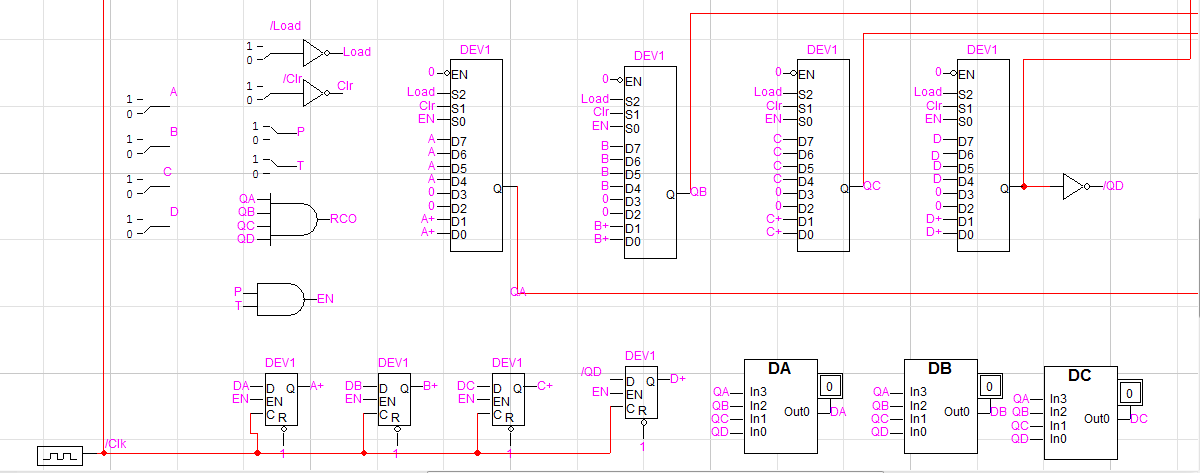 /Load
1
0
Load
/Clr
1
0
Clr
A
1
0
B
1
0
C
1
0
D
1
0
1
0
P
1
0
T
QA
QB
QC
QD
RCO
P
T
EN
DEV1
0 EN
Load S2
Clr S1
EN S0
A D7
A D6
A D5
A D4
0 D3
0 D2
A+ D1
A+ D0
Q
QA
DEV1
0 EN
Load S2
Clr S1
EN S0
B D7
B D6
B D5
B D4
0 D3
0 D2
B+ D1
B+ D0
Q QB
DEV1
0 EN
Load S2
Clr S1
EN S0
C D7
C D6
C D5
C D4
0 D3
0 D2
C+ D1
C+ D0
Q QC
DEV1
0 EN
Load S2
Clr S1
EN S0
D D7
D D6
D D5
D D4
0 D3
0 D2
D+ D1
D+ D0
Q
/QD
/Clk
DEV1
DA D Q A+
EN EN
C R
1
DEV1
DB D Q B+
EN EN
C R
1
DEV1
DC D Q C+
EN EN
C R
1
DEV1
/QD D Q D+
EN EN
C R
1
DA
QA In3
QB In2
QC In1
QD In0
Out0
0
DA
DB
QA In3
QB In2
QC In1
QD In0
Out0
0
DB
DC
QA In3
QB In2
QC In1
QD In0
Out0
0
DC